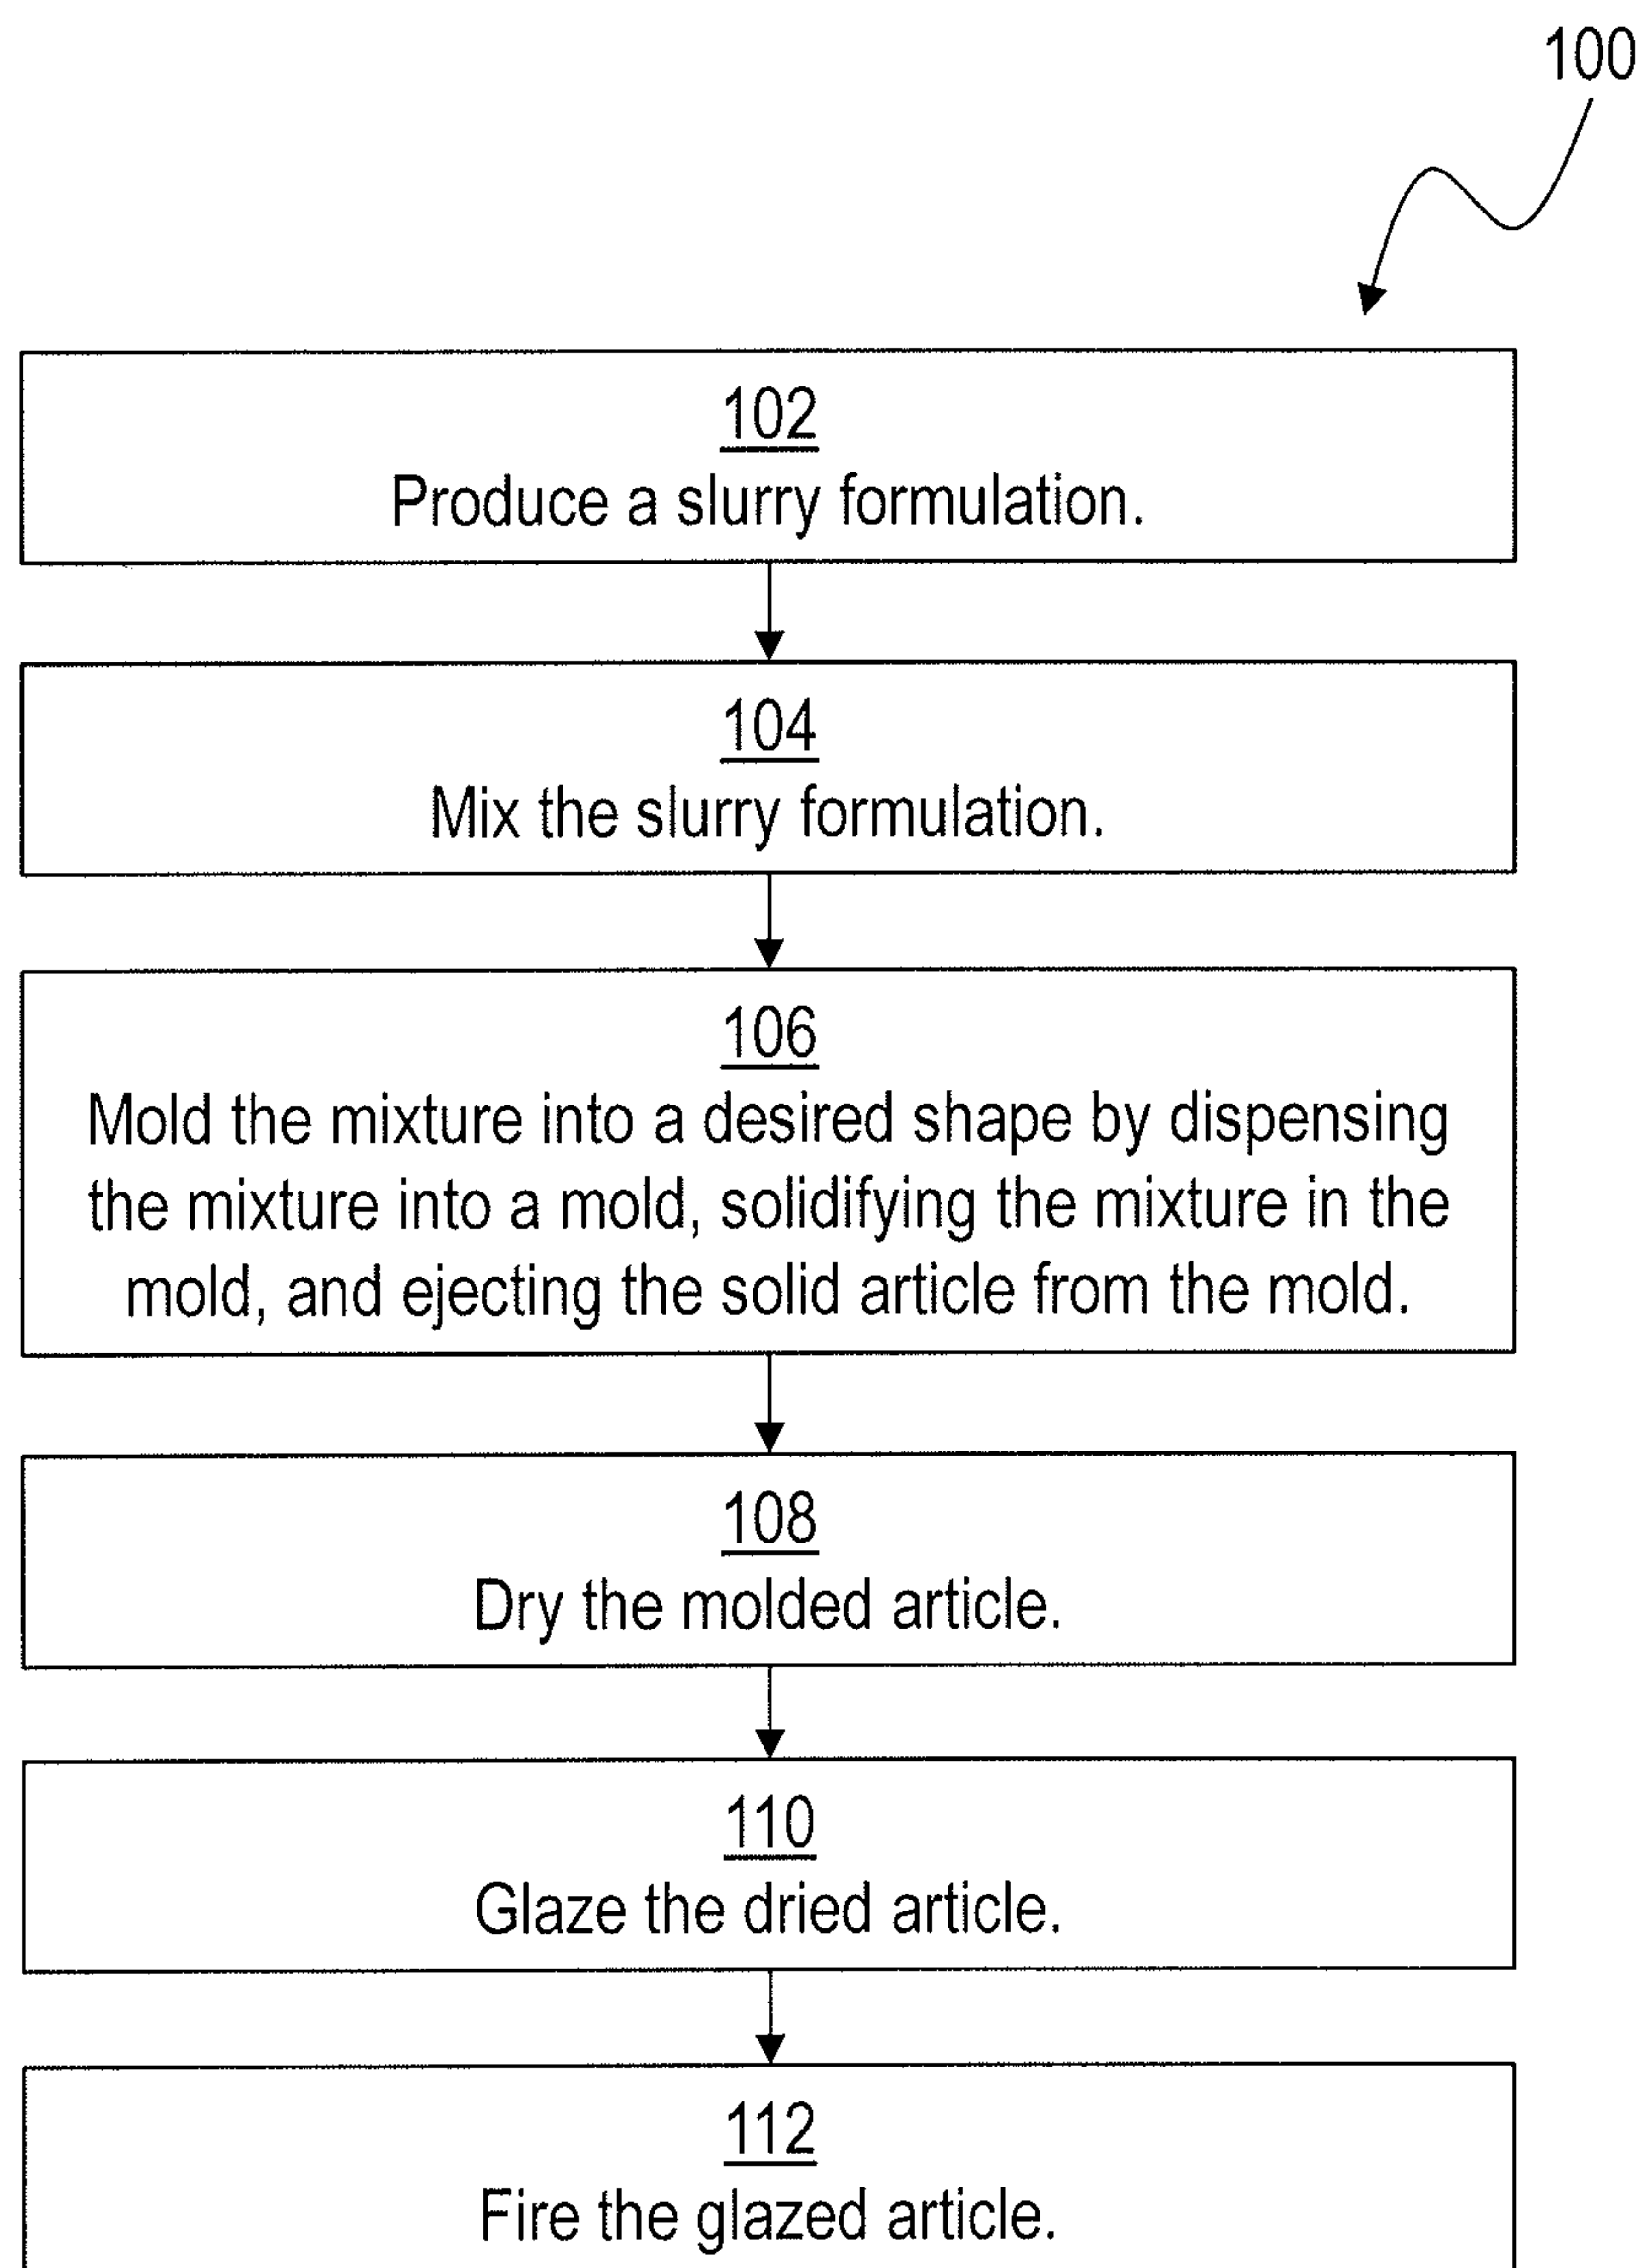 100
102
Produce a slurry formulation.
104
Mix the slurry formulation.
106
Mold the mixture into a desired shape by dispensing
the mixture into a mold, solidifying the mixture in the
mold, and ejecting the solid article from the mold.
108
Dry the molded article.
110
Glaze the dried article.
112
Fire the glazed article.